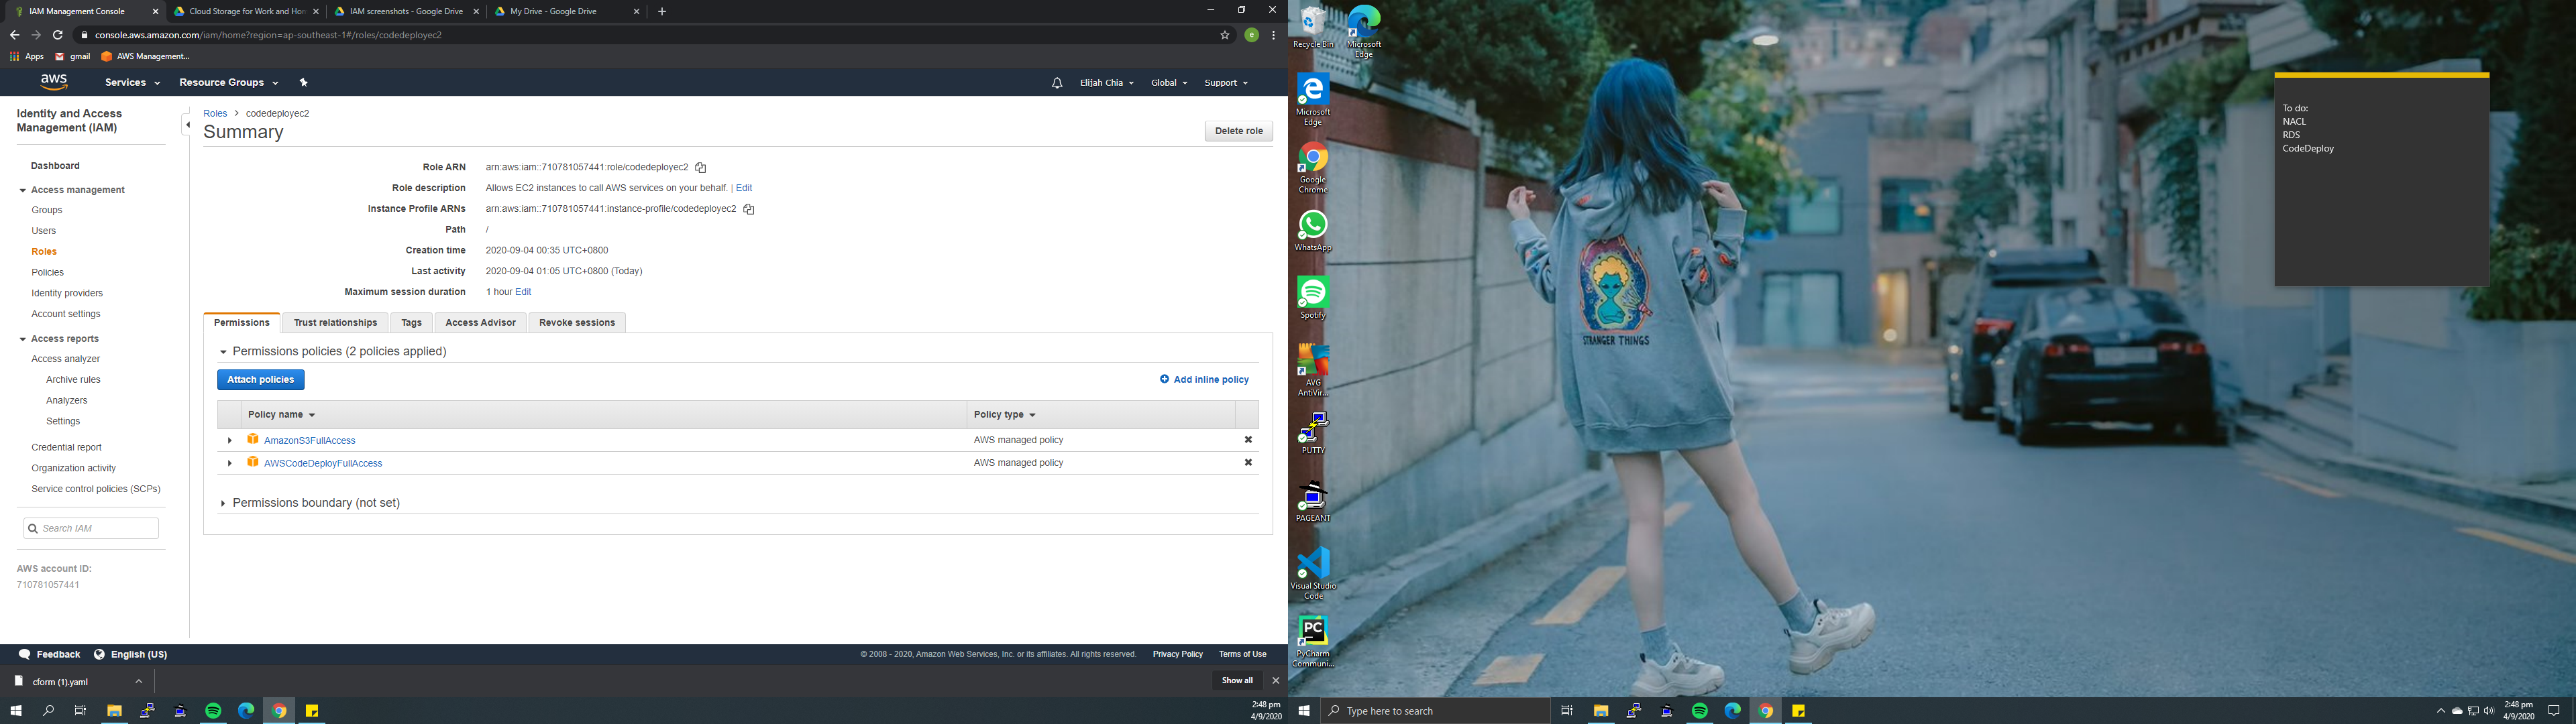 IAM Management Console
Cloud Storage for Work and Hom
IAM screenshots - Google Drive
My Drive - Google Drive
console.aws.amazon.com/iam/home?region=ap-southeast-1#/roles/codedeployec2
e
Apps
gmail
AWS Management...
aws
Services
Resource Groups
Elijah Chia
Global
Support
Identity and Access
Management (IAM)
Dashboard
Access management
Groups
Users
Roles
Policies
Identity providers
Account settings
Access reports
Access analyzer
Archive rules
Analyzers
Settings
Credential report
Organization activity
Service control policies (SCPs)
Search IAM
AWS account ID:
710781057441
Roles > codedeployec2
Summary
Delete role
Role ARN arn:aws:iam::710781057441:role/codedeployec2
Role description Allows EC2 instances to call AWS services on your behalf. | Edit
Instance Profile ARNs arn:aws:iam::710781057441:instance-profile/codedeployec2
Path /
Creation time 2020-09-04 00:35 UTC+0800
Last activity 2020-09-04 01:05 UTC+0800 (Today)
Maximum session duration 1 hour Edit
Permissions
Trust relationships
Tags
Access Advisor
Revoke sessions
Permissions policies (2 policies applied)
Attach policies
Add inline policy
Policy name
Policy type
AmazonS3FullAccess AWS managed policy
AWSCodeDeployFullAccess AWS managed policy
Permissions boundary (not set)
Feedback
English (US)
© 2008 - 2020, Amazon Web Services, Inc. or its affiliates. All rights reserved.
Privacy Policy
Terms of Use
cform (1).yaml
Show all
2:48 pm
4/9/2020
Recycle Bin
Microsoft
Edge
Microsoft
Edge
Google
Chrome
WhatsApp
Spotify
AVG
AntiVir...
PUTTY
PAGEANT
Visual Studio
Code
PC
PyCharm
Communi...
STRANGER THINGS
To do:
NACL
RDS
CodeDeploy
Type here to search
2:48 pm
4/9/2020